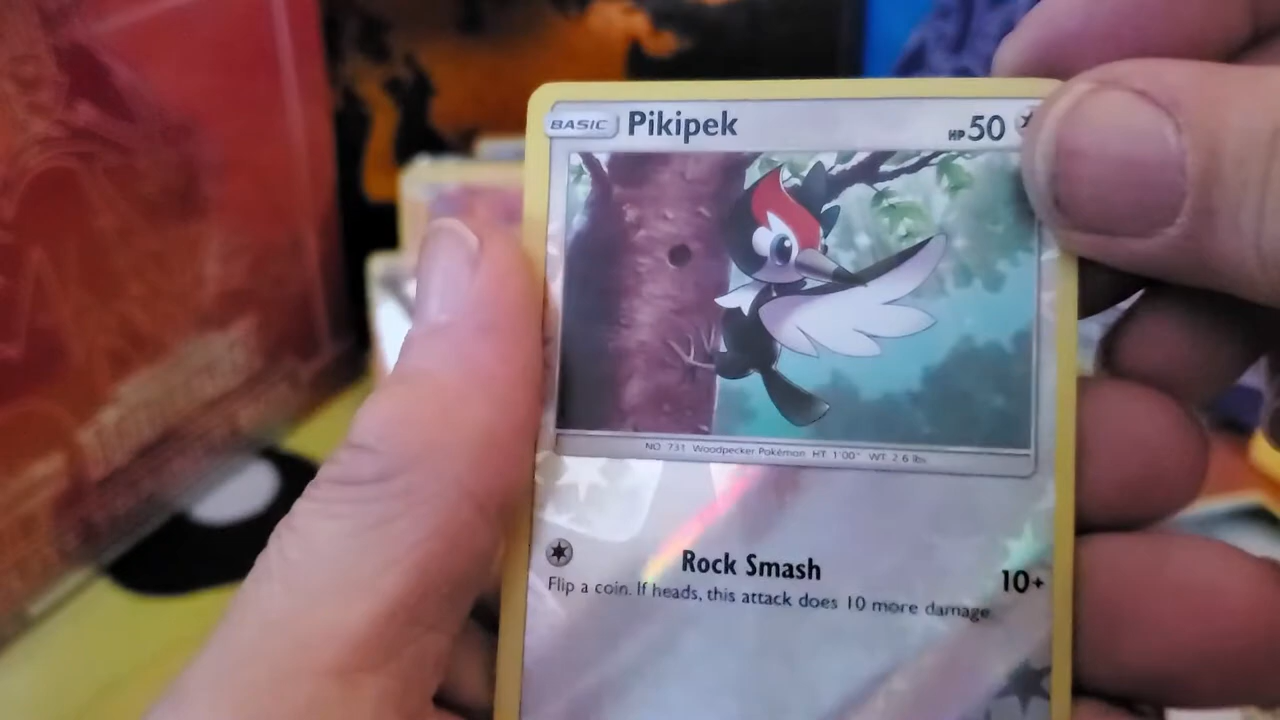 BASIC Pikipek HP 50
NO. 731 Woodpecker Pokémon HT 1'00" WT 2.6 lbs.
Rock Smash 10+
Flip a coin. If heads, this attack does 10 more damage.